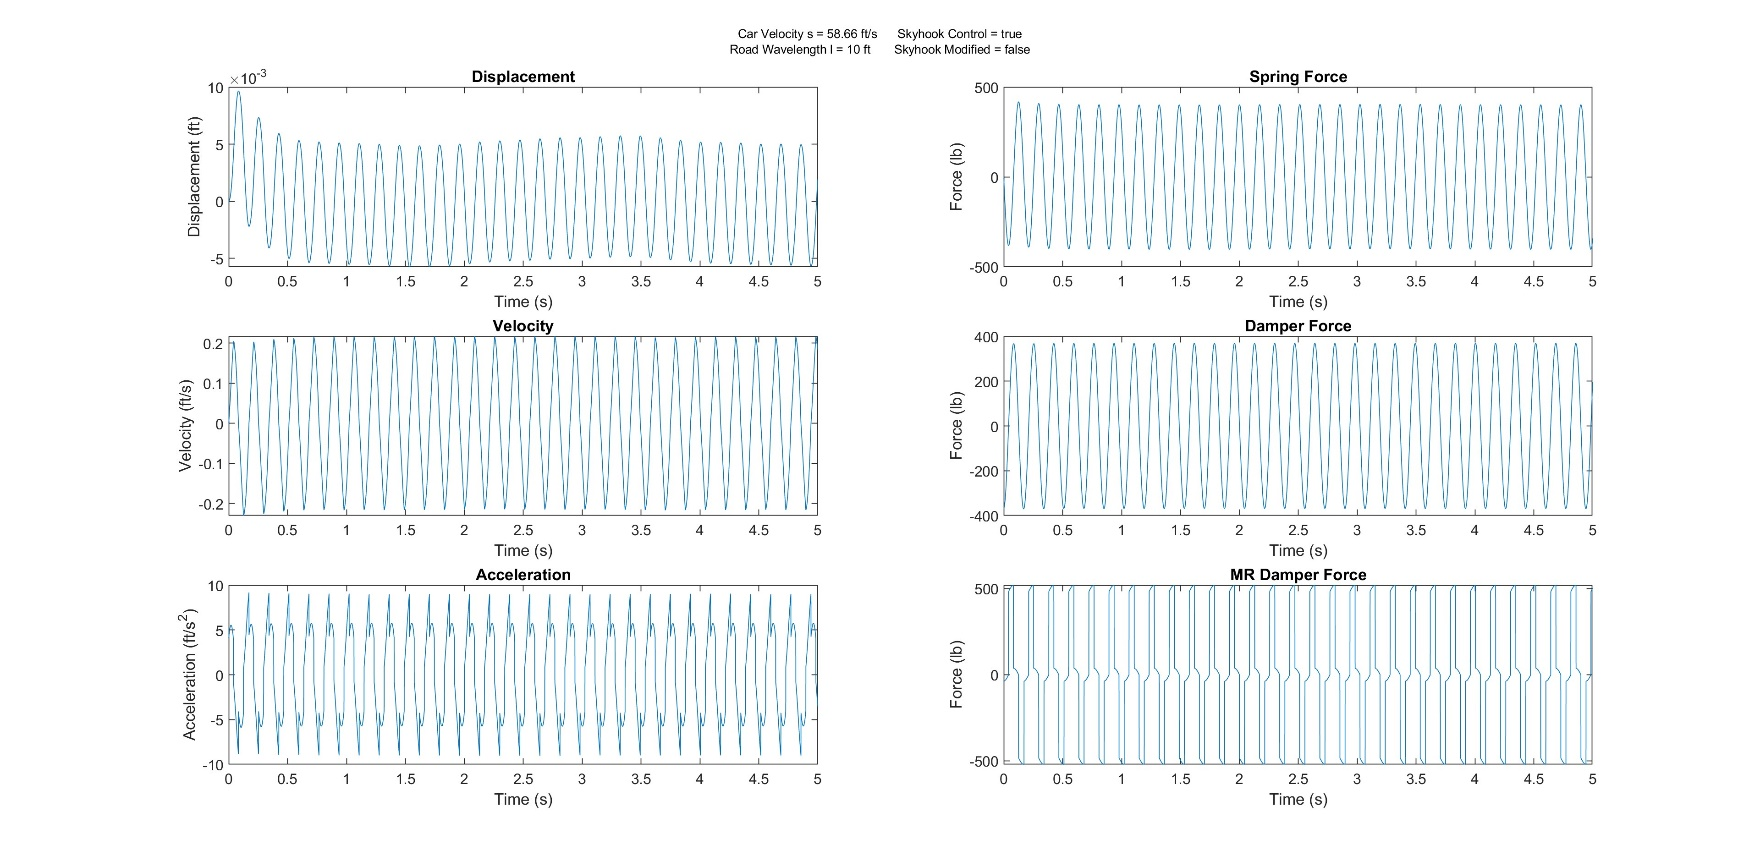 Car Velocity s = 58.66 ft/s Skyhook Control = true
Road Wavelength l = 10 ft Skyhook Modified = false
Displacement
×10-3
10
5
0
-5
Displacement (ft)
0 0.5 1 1.5 2 2.5 3 3.5 4 4.5 5
Time (s)
Spring Force
500
0
-500
Force (lb)
0 0.5 1 1.5 2 2.5 3 3.5 4 4.5 5
Time (s)
Velocity
0.2
0.1
0
-0.1
-0.2
Velocity (ft/s)
0 0.5 1 1.5 2 2.5 3 3.5 4 4.5 5
Time (s)
Damper Force
400
200
0
-200
-400
Force (lb)
0 0.5 1 1.5 2 2.5 3 3.5 4 4.5 5
Time (s)
Acceleration
10
5
0
-5
-10
Acceleration (ft/s2)
0 0.5 1 1.5 2 2.5 3 3.5 4 4.5 5
Time (s)
MR Damper Force
500
0
-500
Force (lb)
0 0.5 1 1.5 2 2.5 3 3.5 4 4.5 5
Time (s)